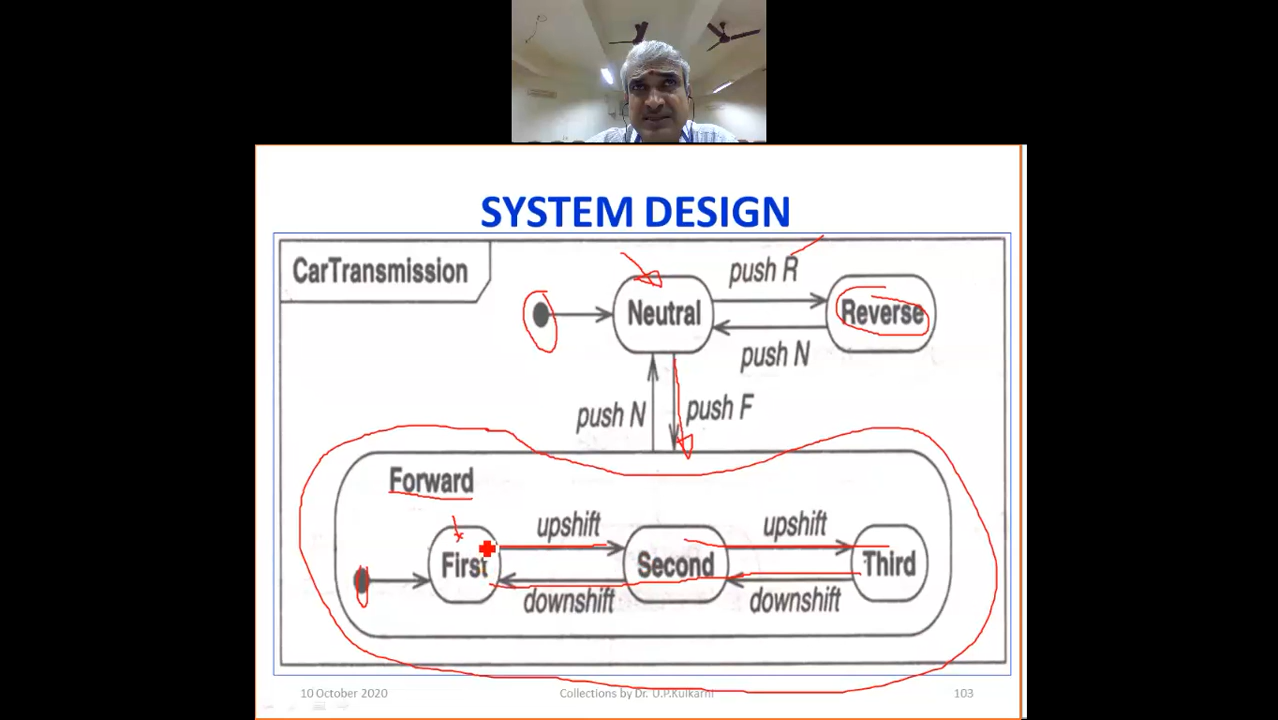 SYSTEM DESIGN
CarTransmission
push R
Neutral
Reverse
push N
push N
push F
Forward
upshift
upshift
First
Second
Third
downshift
downshift
10 October 2020
Collections by Dr. U.P.Kulkarni
103